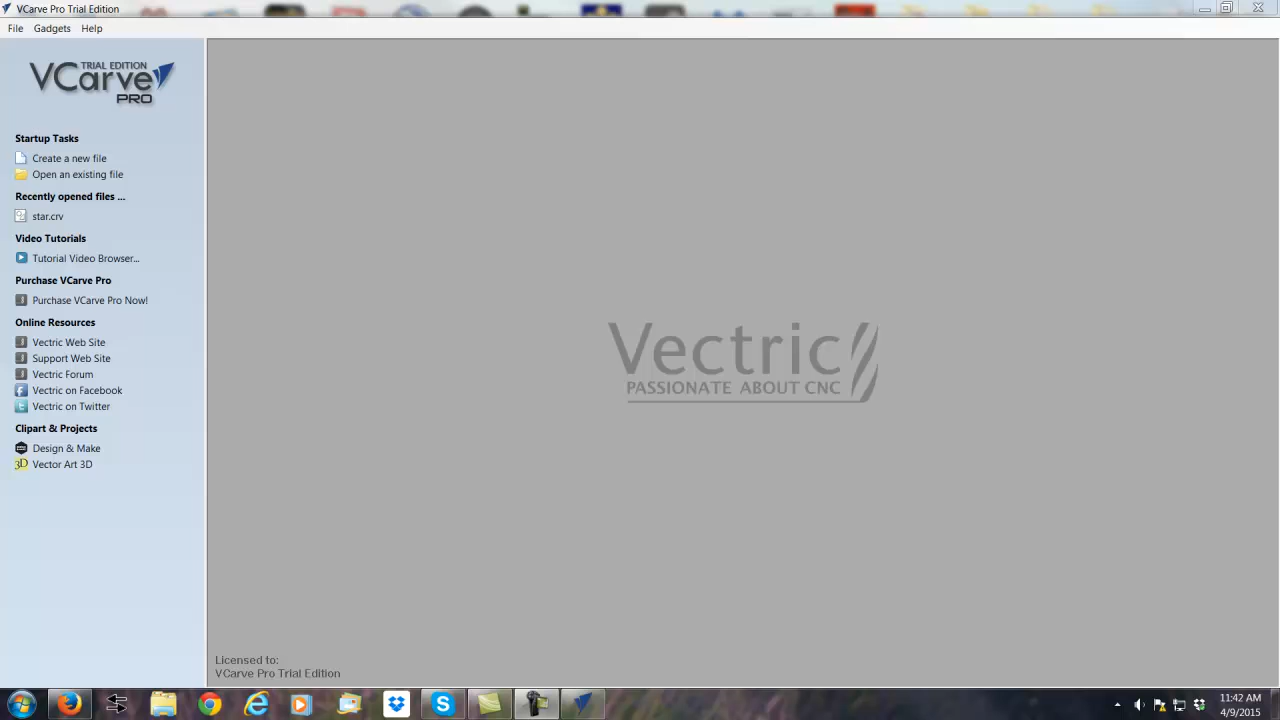 VCarve Pro Trial Edition
File Gadgets Help
TRIAL EDITION
VCarve
PRO
Startup Tasks
Create a new file
Open an existing file
Recently opened files ...
star.crv
Video Tutorials
Tutorial Video Browser...
Purchase VCarve Pro
Purchase VCarve Pro Now!
Online Resources
Vectric Web Site
Support Web Site
Vectric Forum
Vectric on Facebook
Vectric on Twitter
Clipart & Projects
Design & Make
3D Vector Art 3D
Vectric
PASSIONATE ABOUT CNC
Licensed to:
VCarve Pro Trial Edition
11:42 AM
4/9/2015